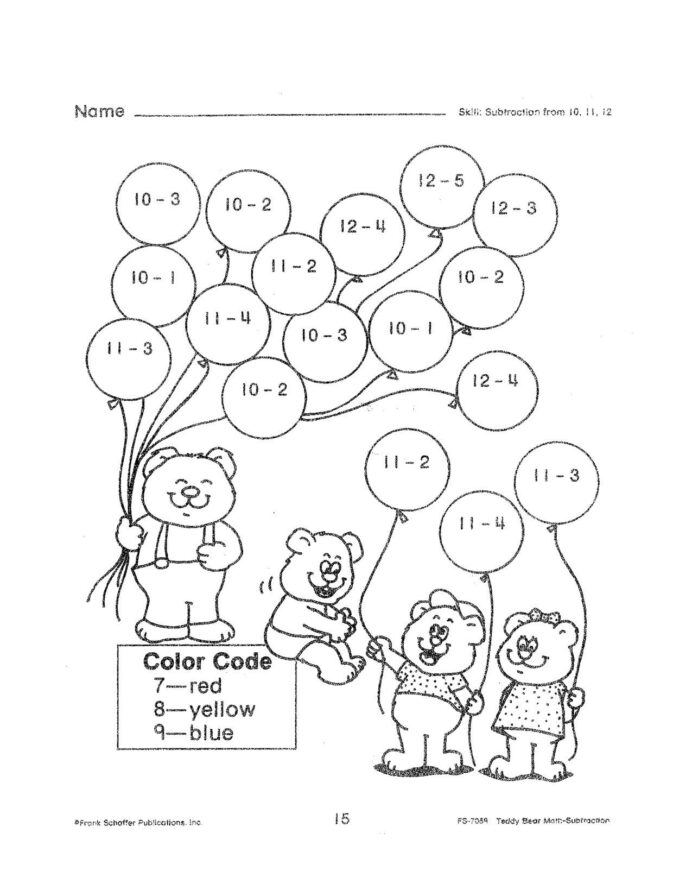 Name Skill: Subtraction from 10, 11, 12
12 – 5
10 – 3
10 – 2
12 – 3
12 – 4
11 – 2
10 – 1
10 – 2
11 – 4
10 – 3
10 – 1
11 – 3
12 – 4
10 – 2
11 – 2
11 – 3
11 – 4
Color Code
7—red
8—yellow
9—blue
©Frank Schaffer Publications, Inc. 15 FS-7089 Teddy Bear Math-Subtraction